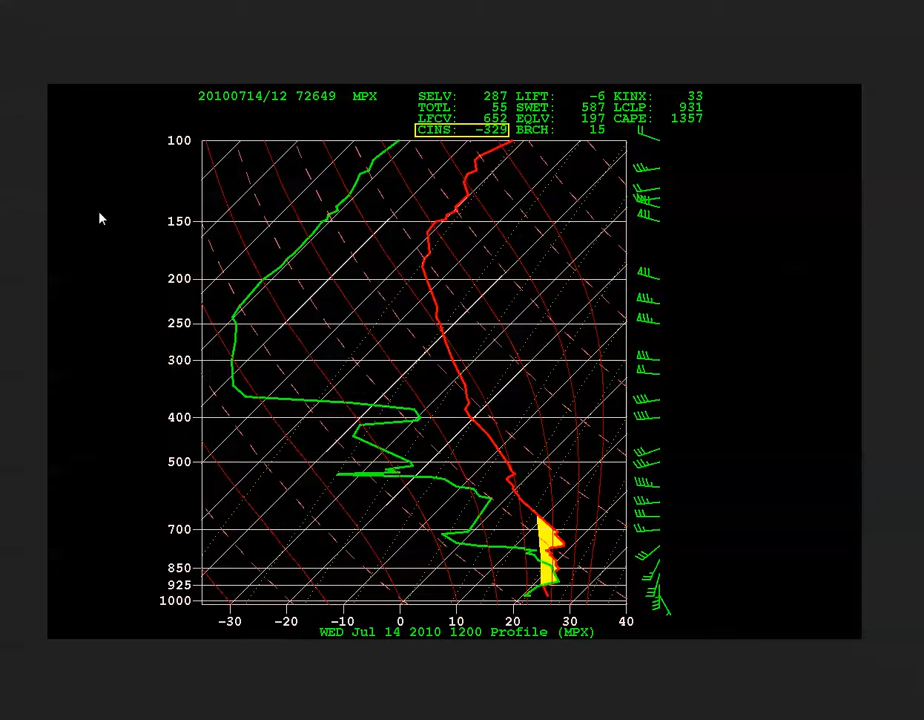 20100714/12 72649 MPX SELV: 287 LIFT: -6 KINX: 33
TOTL: 55 SWET: 587 LCLP: 931
LFCV: 652 EQLV: 197 CAPE: 1357
CINS: -329 BRCH: 15
100
150
200
250
300
400
500
700
850
925
1000
-30 -20 -10 0 10 20 30 40
WED Jul 14 2010 1200 Profile (MPX)